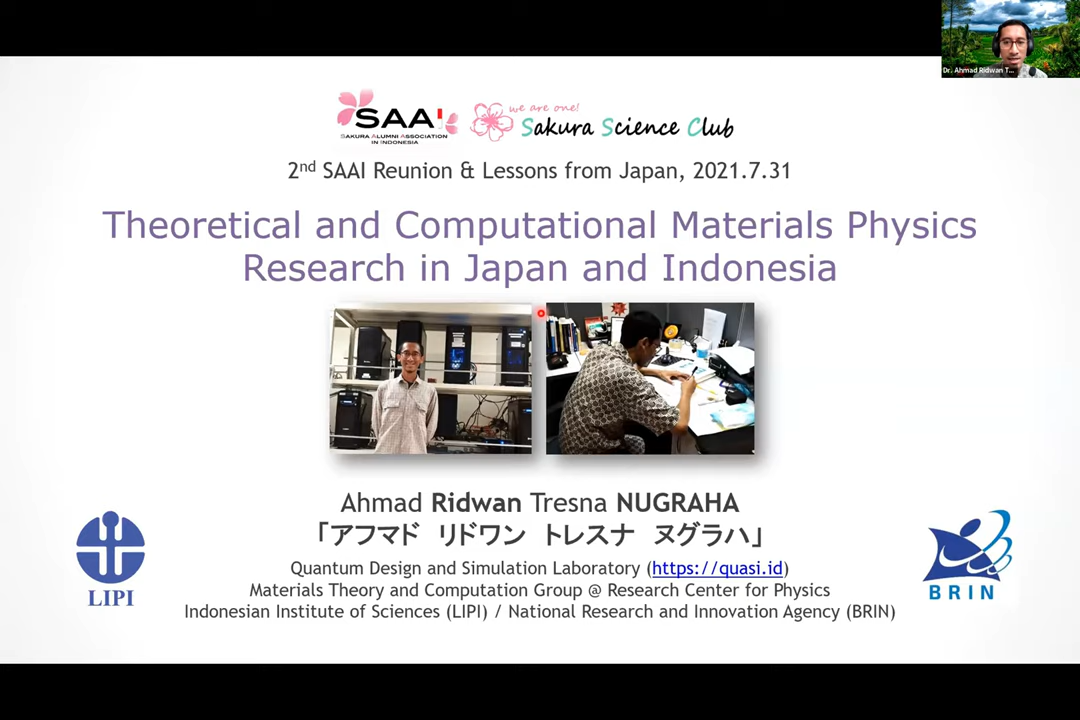 Dr. Ahmad Ridwan T...
SAAI
SAKURA ALUMNI ASSOCIATION
IN INDONESIA
we are one!
Sakura Science Club
2nd SAAI Reunion & Lessons from Japan, 2021.7.31
Theoretical and Computational Materials Physics
Research in Japan and Indonesia
Ahmad Ridwan Tresna NUGRAHA
「アフマド リドワン トレスナ ヌグラハ」
Quantum Design and Simulation Laboratory (https://quasi.id)
Materials Theory and Computation Group @ Research Center for Physics
Indonesian Institute of Sciences (LIPI) / National Research and Innovation Agency (BRIN)
LIPI
BRIN